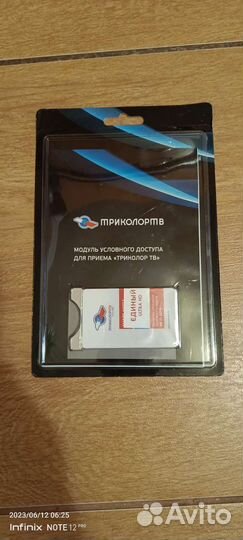 ТРИКОЛОРТВ
МОДУЛЬ УСЛОВНОГО ДОСТУПА
ДЛЯ ПРИЕМА «ТРИКОЛОР ТВ»
ЕДИНЫЙ
ULTRA HD
2023/06/12 06:25
Infinix NOTE 12 PRO
Avito